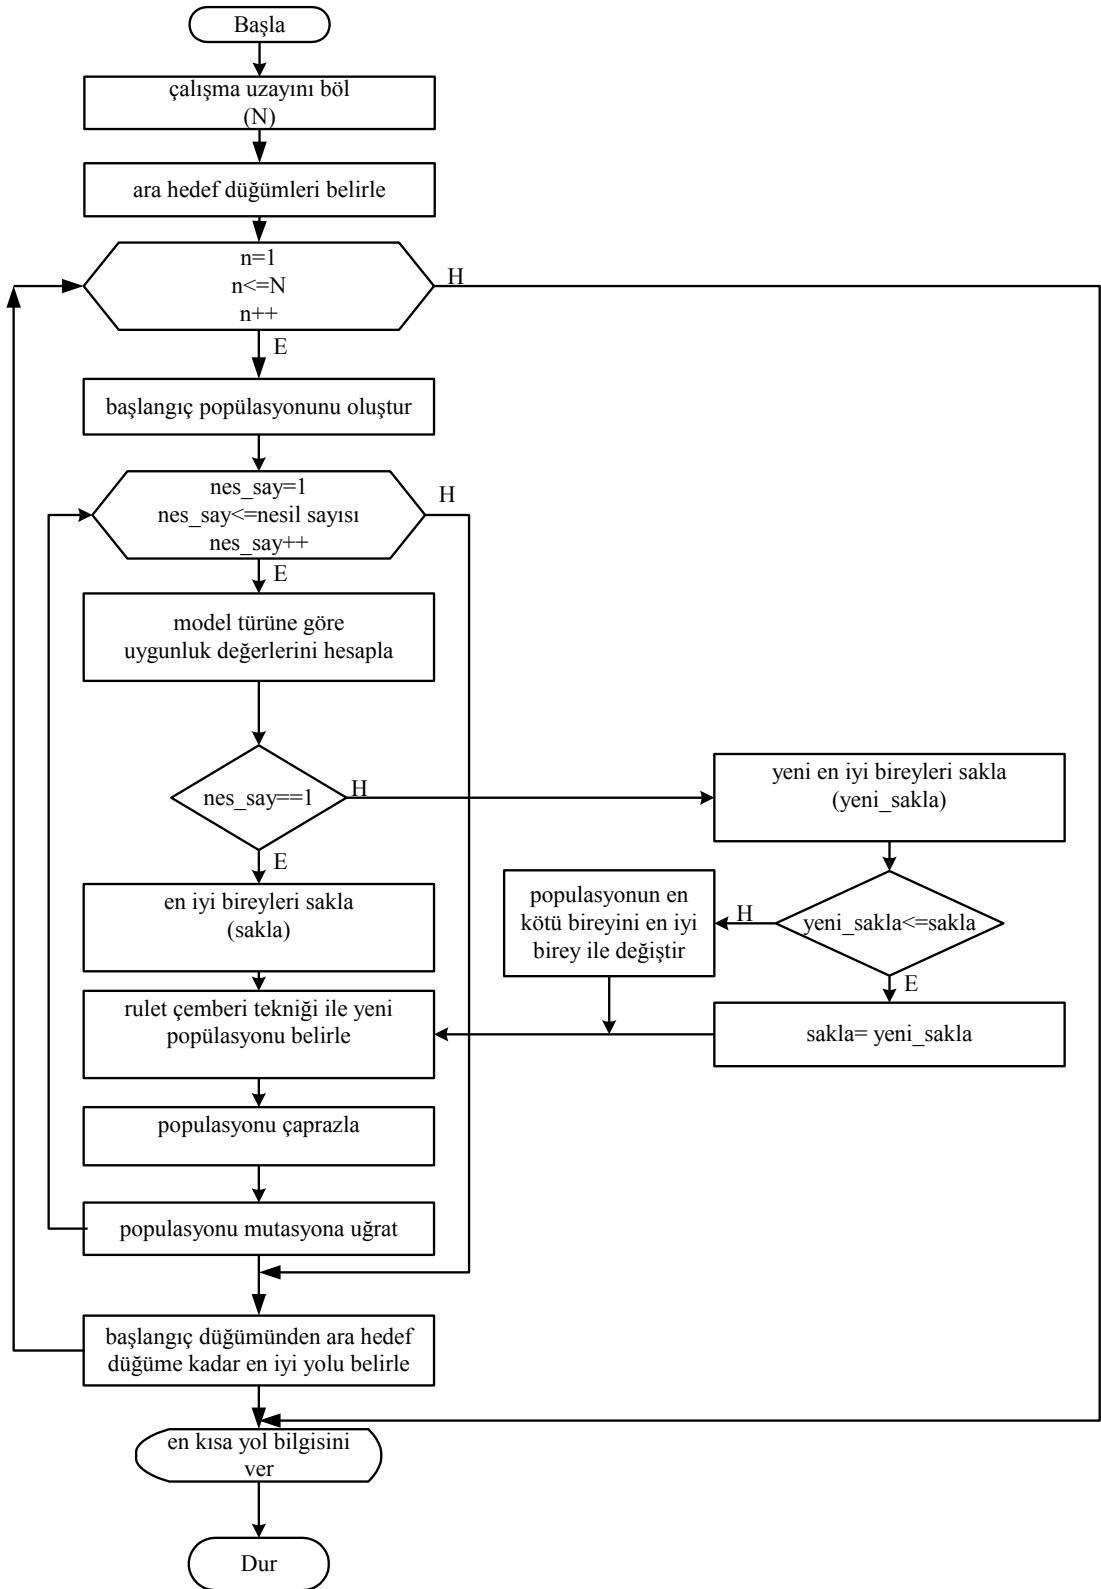 Başla
çalışma uzayını böl
(N)
ara hedef düğümleri belirle
n=1
n<=N
n++
H
E
başlangıç popülasyonunu oluştur
nes_say=1
nes_say<=nesil sayısı
nes_say++
H
E
model türüne göre
uygunluk değerlerini hesapla
nes_say==1
H
E
yeni en iyi bireyleri sakla
(yeni_sakla)
yeni_sakla<=sakla
H
E
populasyonun en
kötü bireyini en iyi
birey ile değiştir
sakla= yeni_sakla
en iyi bireyleri sakla
(sakla)
rulet çemberi tekniği ile yeni
popülasyonu belirle
populasyonu çaprazla
populasyonu mutasyona uğrat
başlangıç düğümünden ara hedef
düğüme kadar en iyi yolu belirle
en kısa yol bilgisini
ver
Dur